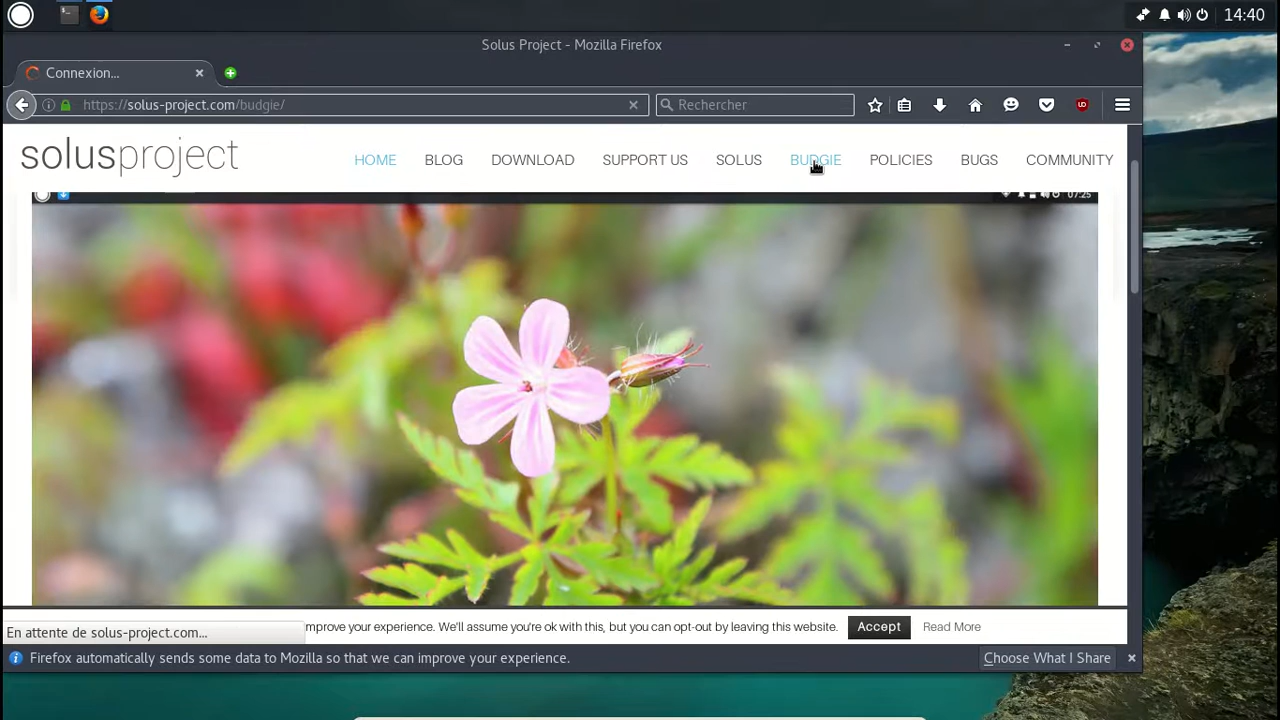 14:40
Solus Project - Mozilla Firefox
Connexion...
https://solus-project.com/budgie/
Rechercher
solusproject
HOME BLOG DOWNLOAD SUPPORT US SOLUS BUDGIE POLICIES BUGS COMMUNITY
07:25
En attente de solus-project.com...
mprove your experience. We'll assume you're ok with this, but you can opt-out by leaving this website. Accept Read More
Firefox automatically sends some data to Mozilla so that we can improve your experience. Choose What I Share